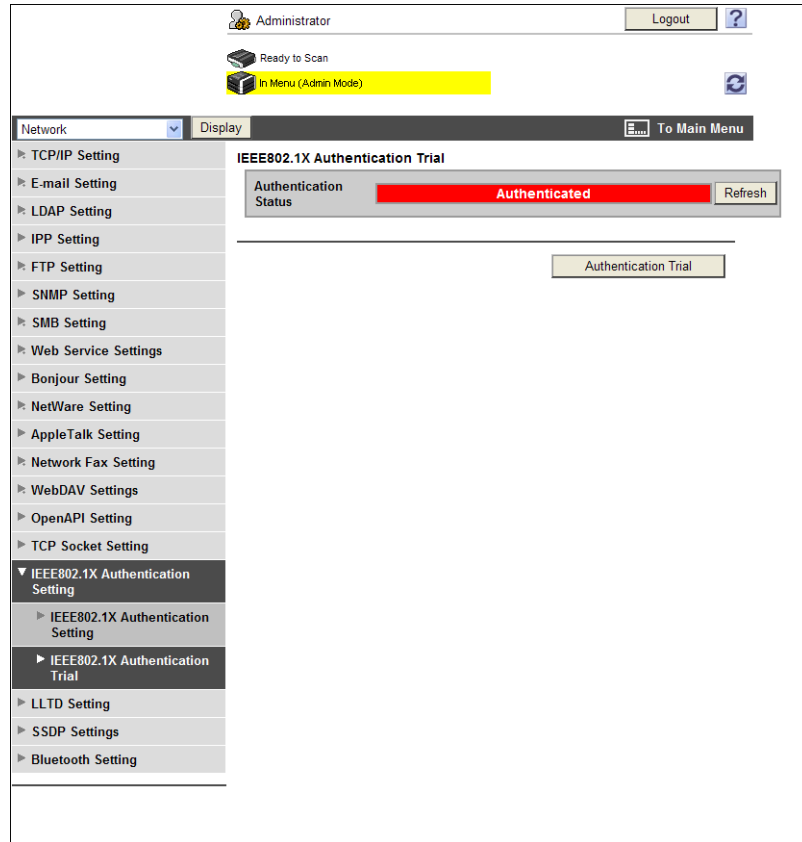 Administrator
Logout
?
Ready to Scan
In Menu (Admin Mode)
Network
Display
To Main Menu
TCP/IP Setting
E-mail Setting
LDAP Setting
IPP Setting
FTP Setting
SNMP Setting
SMB Setting
Web Service Settings
Bonjour Setting
NetWare Setting
AppleTalk Setting
Network Fax Setting
WebDAV Settings
OpenAPI Setting
TCP Socket Setting
IEEE802.1X Authentication
Setting
IEEE802.1X Authentication
Setting
IEEE802.1X Authentication
Trial
LLTD Setting
SSDP Settings
Bluetooth Setting
IEEE802.1X Authentication Trial
Authentication
Status
Authenticated
Refresh
Authentication Trial